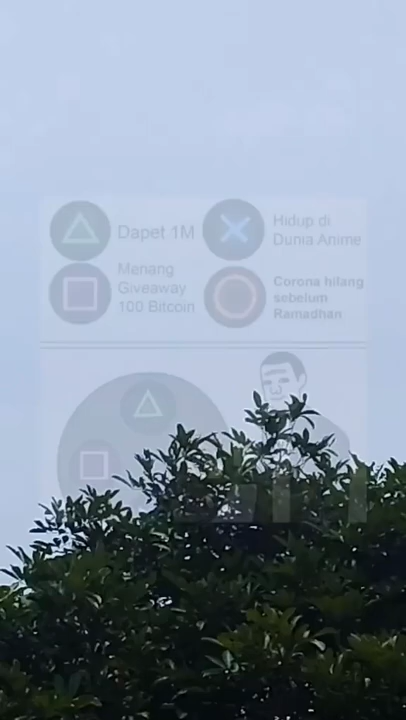 Dapet 1M
Hidup di
Dunia Anime
Menang
Giveaway
100 Bitcoin
Corona hilang
sebelum
Ramadhan